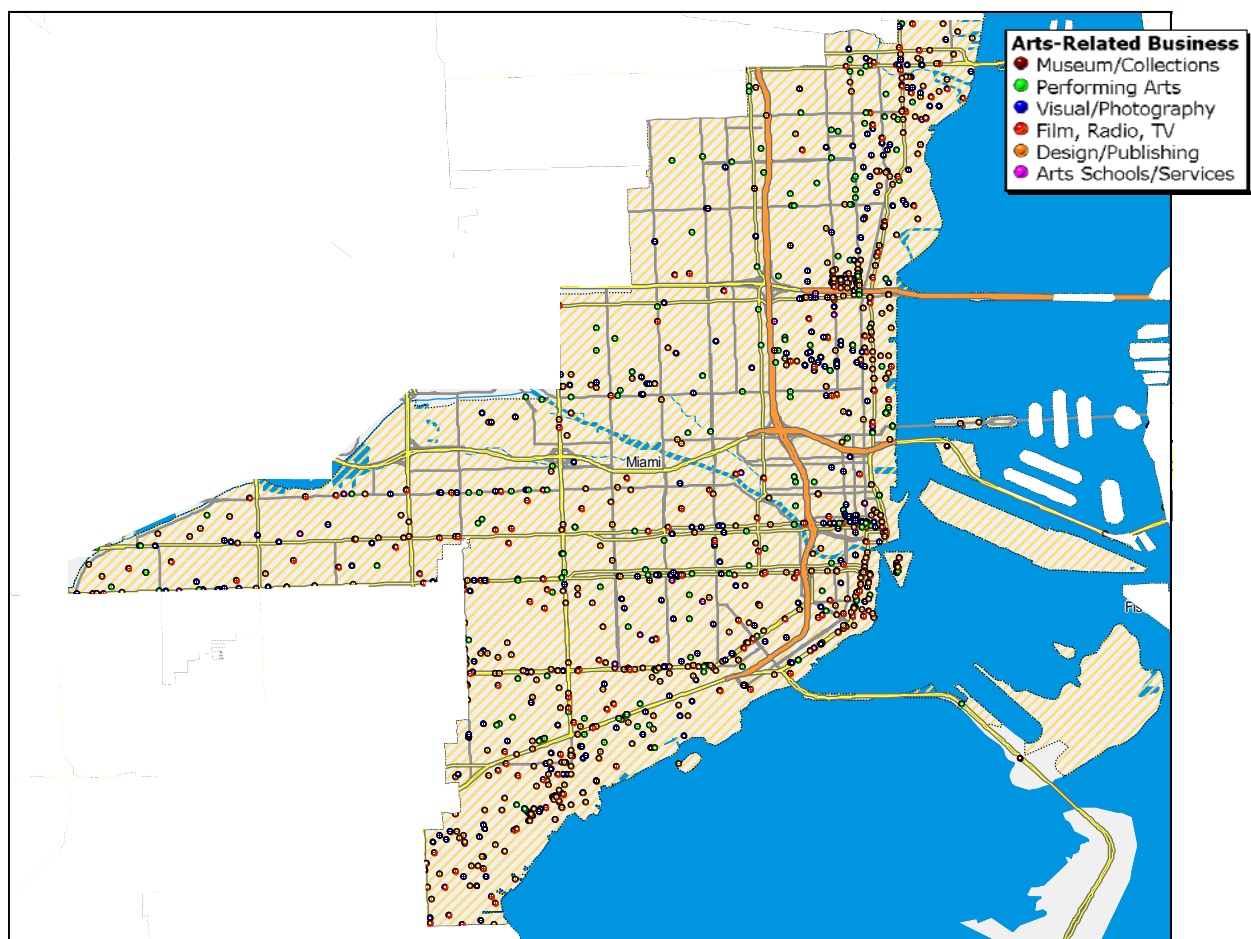 Arts-Related Business
Museum/Collections
Performing Arts
Visual/Photography
Film, Radio, TV
Design/Publishing
Arts Schools/Services
Miami